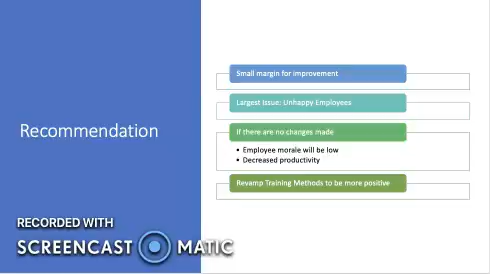 Recommendation
Small margin for improvement
Largest Issue: Unhappy Employees
If there are no changes made
• Employee morale will be low
• Decreased productivity
Revamp Training Methods to be more positive
RECORDED WITH
SCREENCAST MATIC